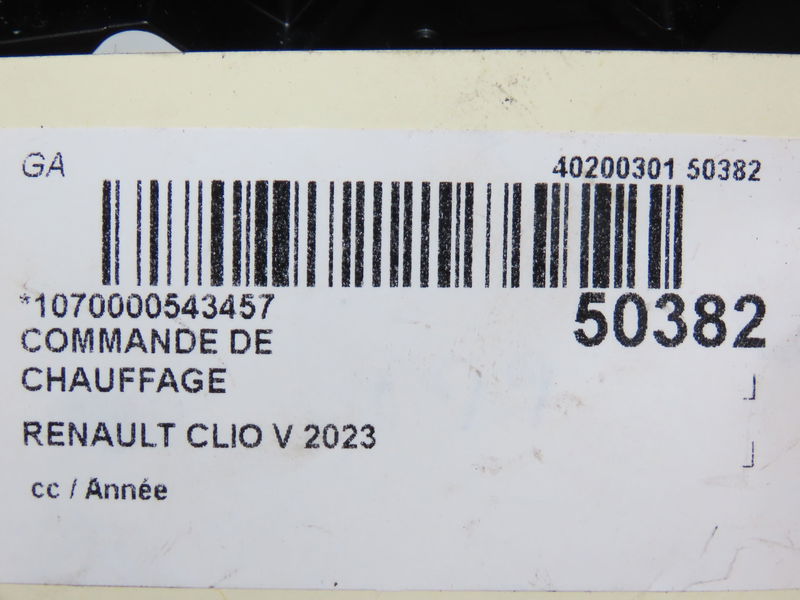 GA
40200301 50382
*1070000543457
50382
COMMANDE DE
CHAUFFAGE
RENAULT CLIO V 2023
cc / Année